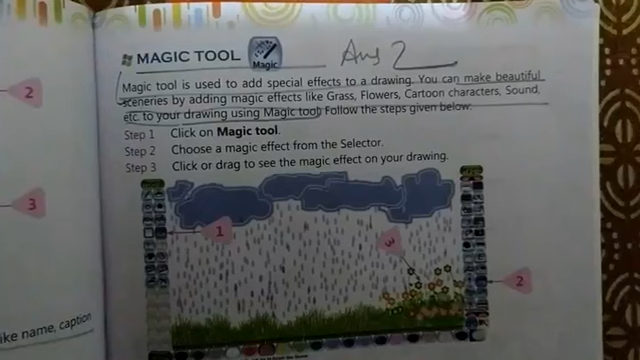 MAGIC TOOL
Magic
Ans 2
Magic tool is used to add special effects to a drawing. You can make beautiful
sceneries by adding magic effects like Grass, Flowers, Cartoon characters, Sound,
etc. to your drawing using Magic tool. Follow the steps given below:
Step 1 Click on Magic tool.
Step 2 Choose a magic effect from the Selector.
Step 3 Click or drag to see the magic effect on your drawing.
2
3
1
3
2
ike name, caption